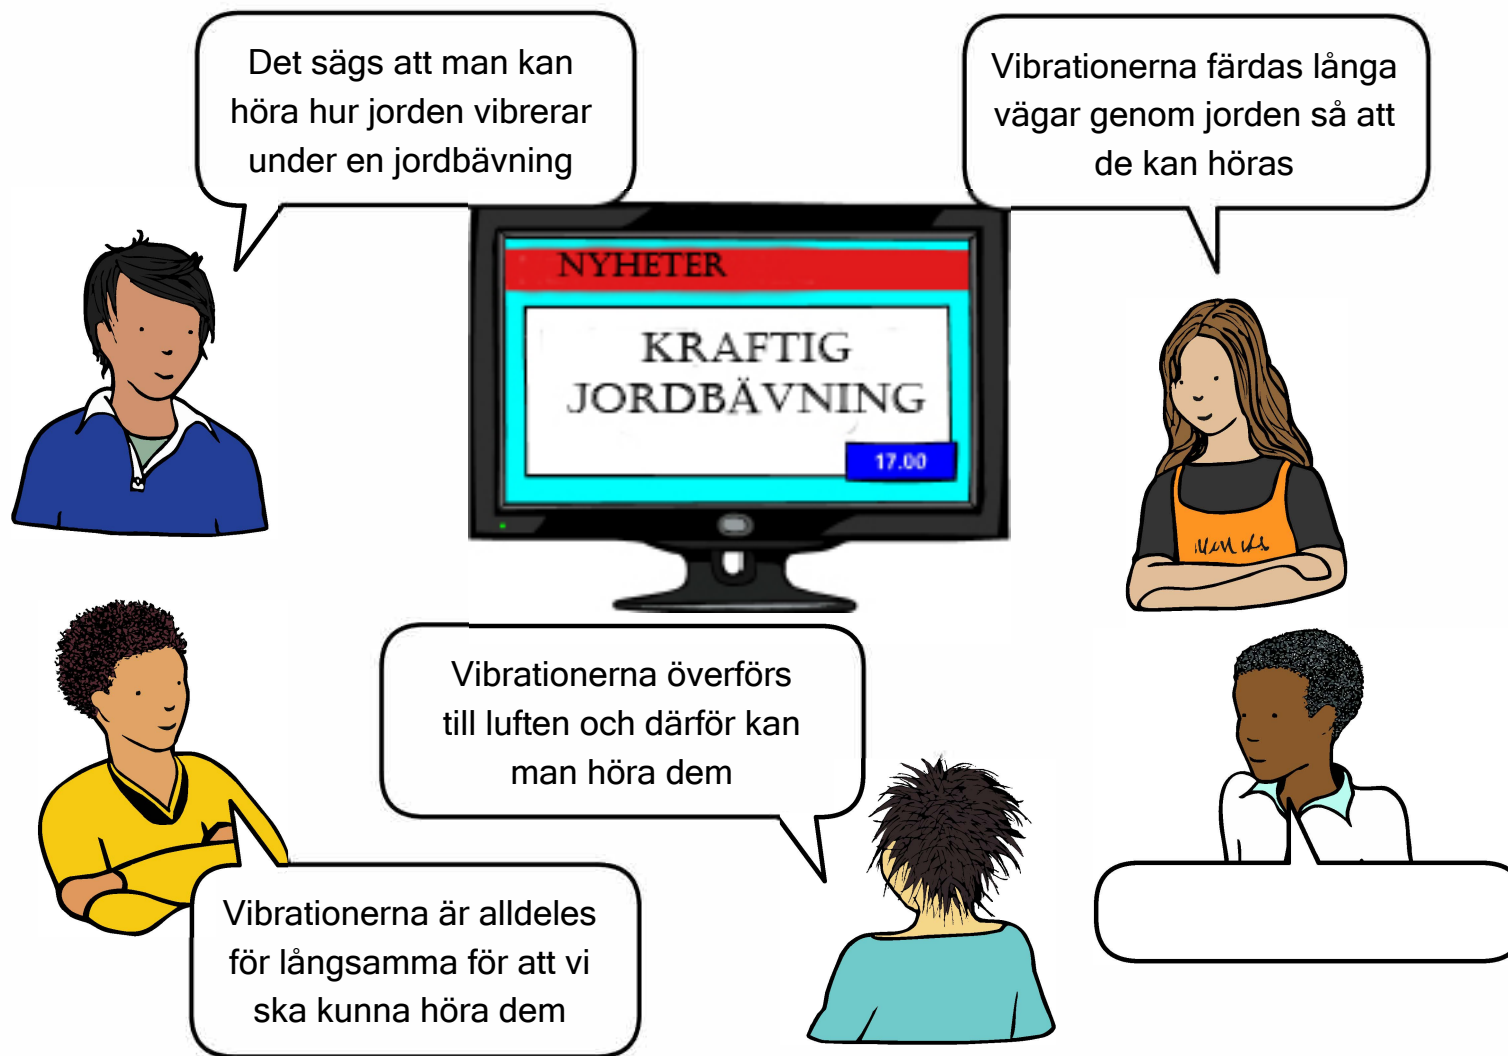 Det sägs att man kan
höra hur jorden vibrerar
under en jordbävning
Vibrationerna färdas långa
vägar genom jorden så att
de kan höras
NYHETER
KRAFTIG
JORDBÄVNING
17.00
Vibrationerna överförs
till luften och därför kan
man höra dem
Vibrationerna är alldeles
för långsamma för att vi
ska kunna höra dem